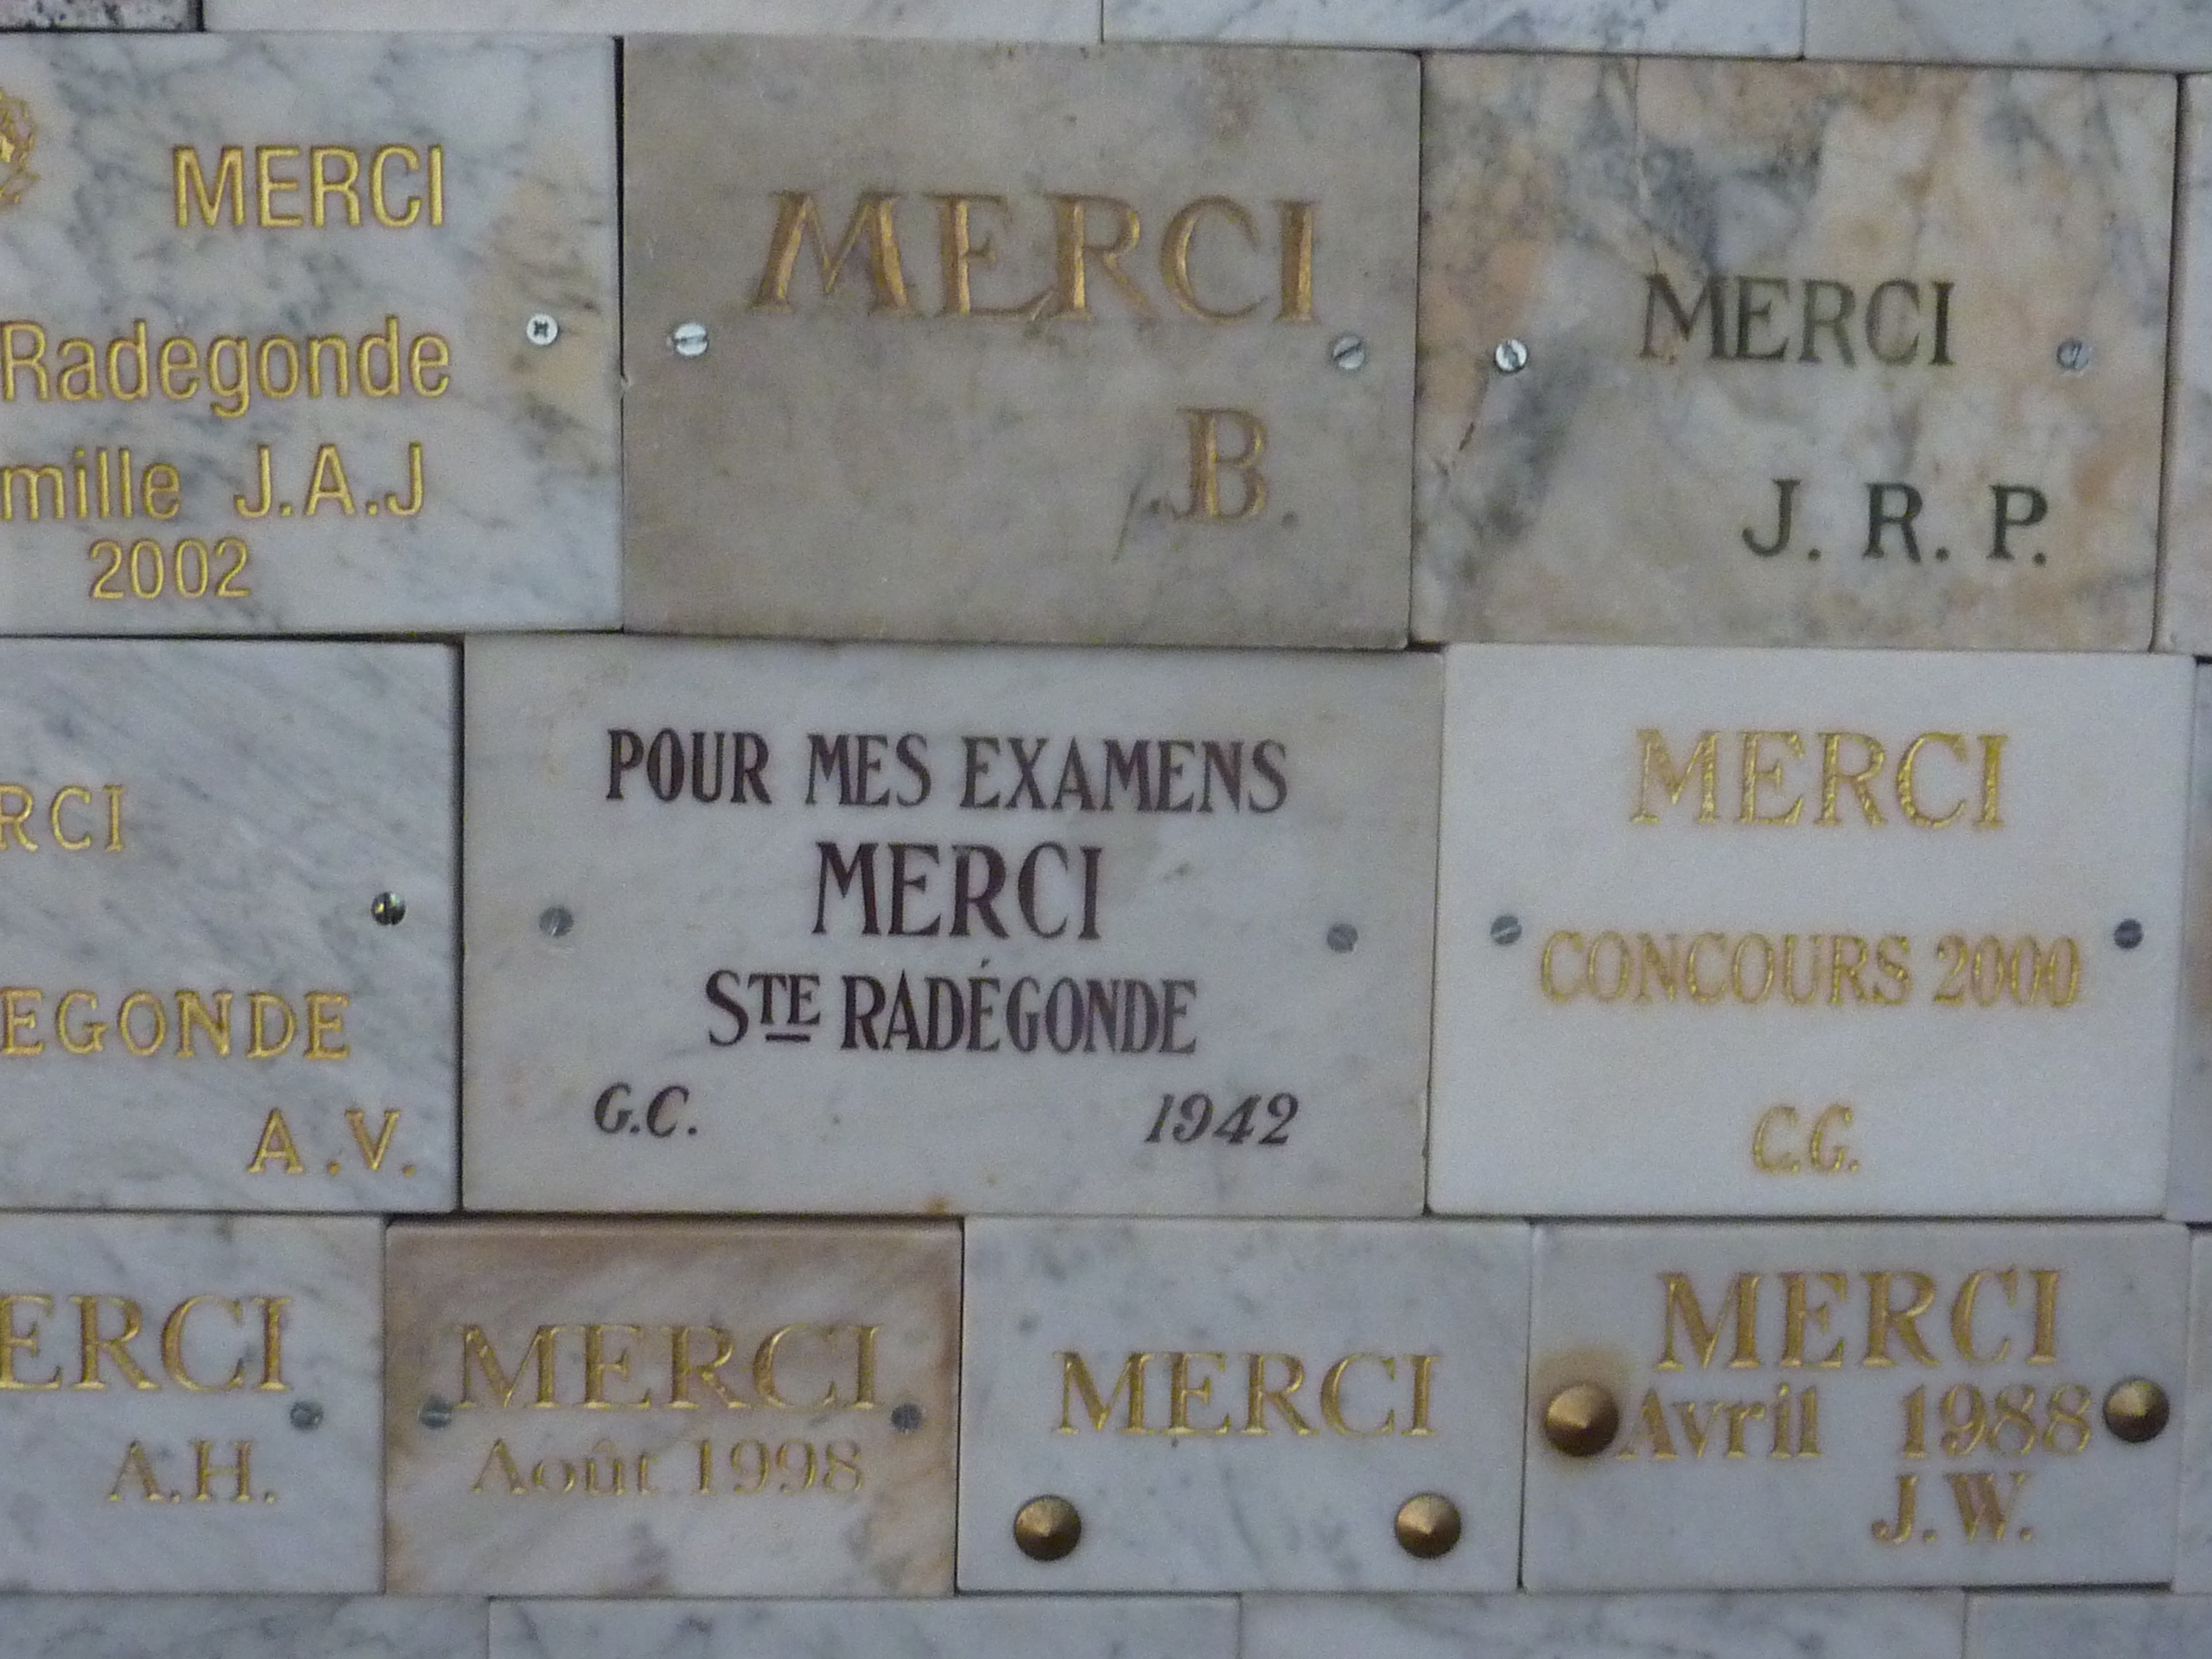 MERCI
Radegonde
mille J.A.J
2002
MERCI
B.
MERCI
J. R. P.
RCI
EGONDE
A.V.
POUR MES EXAMENS
MERCI
STE RADÉGONDE
G.C. 1942
MERCI
CONCOURS 2000
C.G.
ERCI
A.H.
MERCI
Août 1998
MERCI
MERCI
Avril 1988
J.W.